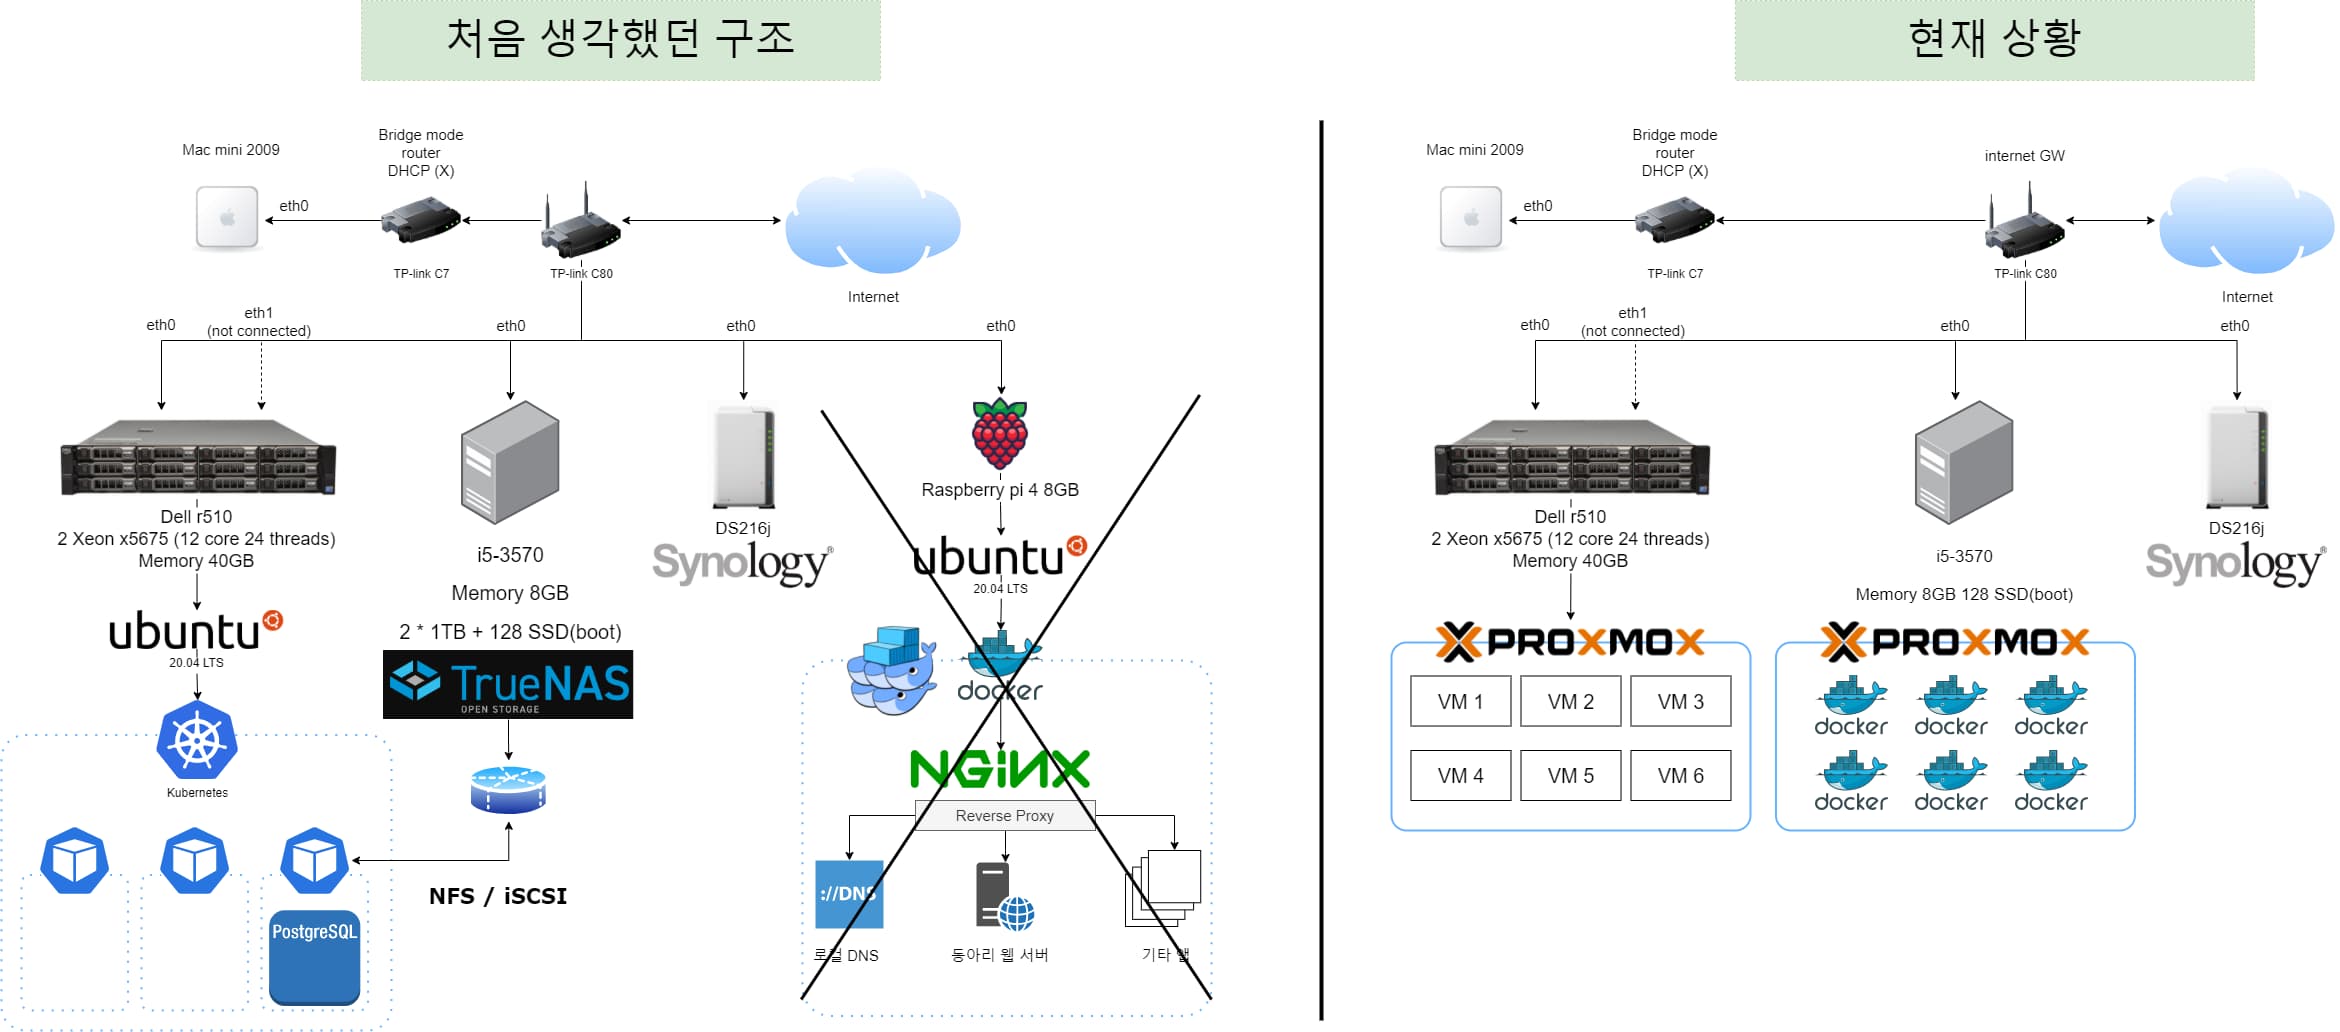 처음 생각했던 구조
Mac mini 2009
Bridge mode
router
DHCP (X)
eth0
TP-link C7
TP-link C80
Internet
eth0
eth1
(not connected)
eth0
eth0
eth0
Dell r510
2 Xeon x5675 (12 core 24 threads)
Memory 40GB
ubuntu
20.04 LTS
Kubernetes
PostgreSQL
i5-3570
Memory 8GB
2 * 1TB + 128 SSD(boot)
TrueNAS
OPEN STORAGE
NFS / iSCSI
DS216j
Synology®
Raspberry pi 4 8GB
ubuntu
20.04 LTS
docker
NGINX
Reverse Proxy
://DNS
로컬 DNS
동아리 웹 서버
기타 앱
현재 상황
Mac mini 2009
Bridge mode
router
DHCP (X)
internet GW
eth0
TP-link C7
TP-link C80
Internet
eth0
eth1
(not connected)
eth0
eth0
Dell r510
2 Xeon x5675 (12 core 24 threads)
Memory 40GB
PROXMOX
VM 1
VM 2
VM 3
VM 4
VM 5
VM 6
i5-3570
Memory 8GB 128 SSD(boot)
PROXMOX
docker
docker
docker
docker
docker
docker
DS216j
Synology®